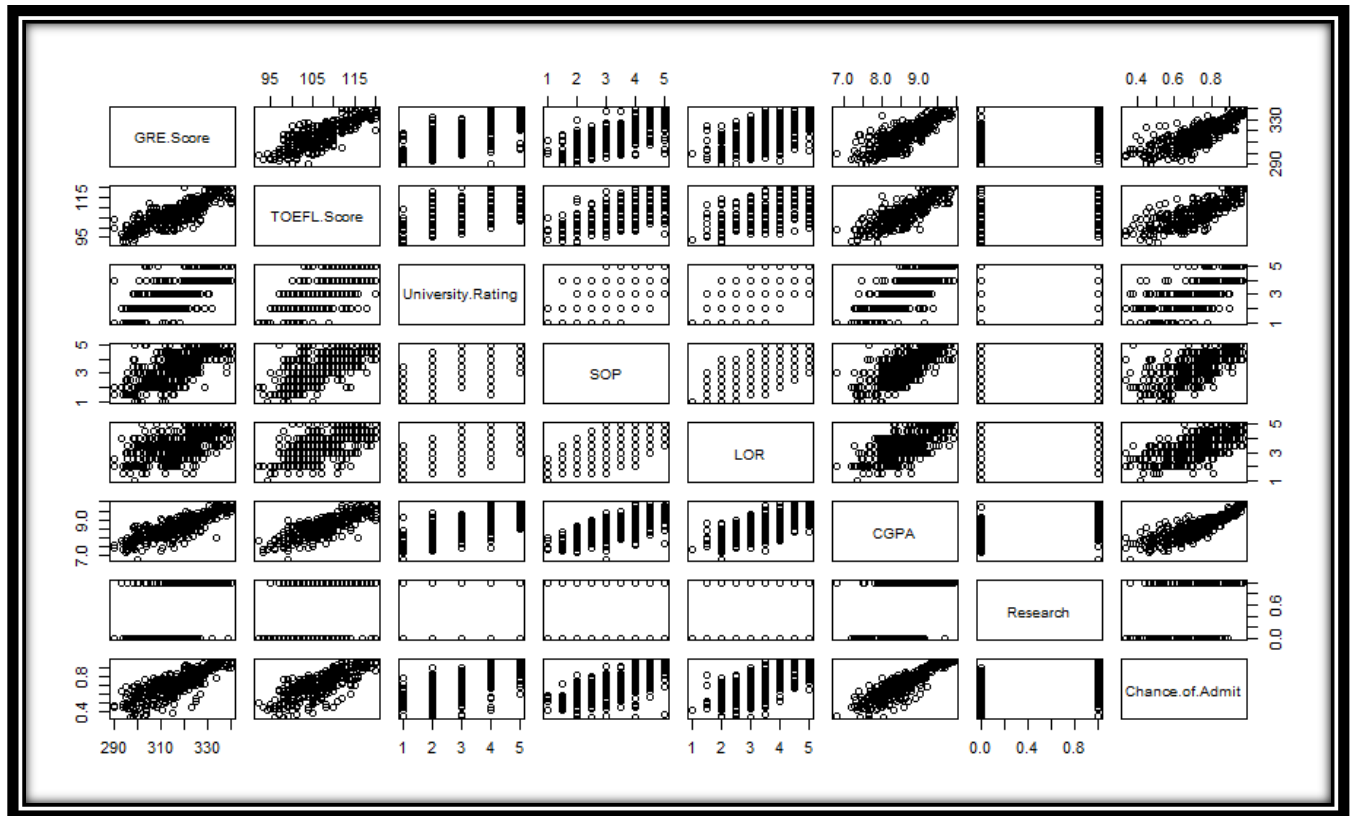 95 105 115 1 2 3 4 5 7.0 8.0 9.0 0.4 0.6 0.8
GRE.Score
290 330
95 115
TOEFL.Score
University.Rating
1 3 5
1 3 5
SOP
LOR
1 3 5
7.0 9.0
CGPA
Research
0.0 0.6
0.4 0.8
Chance.of.Admit
290 310 330 1 2 3 4 5 1 2 3 4 5 0.0 0.4 0.8